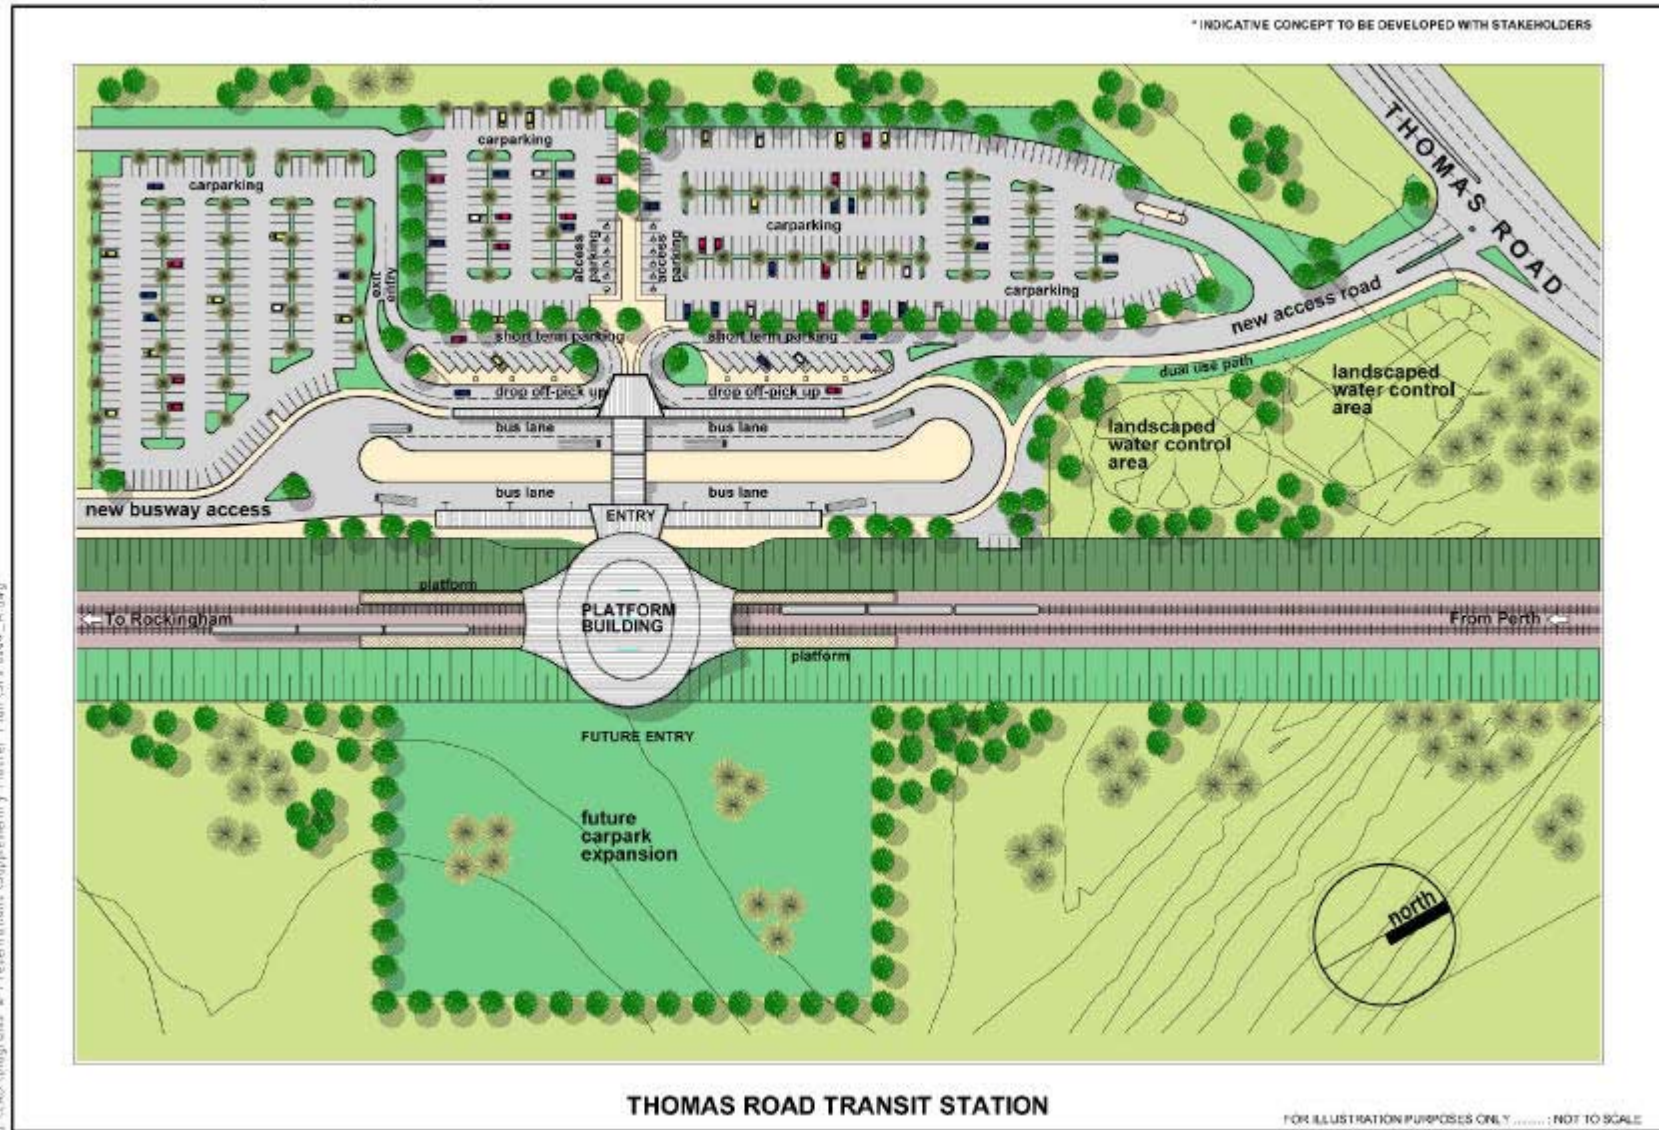 * INDICATIVE CONCEPT TO BE DEVELOPED WITH STAKEHOLDERS
THOMAS ROAD
carparking
carparking
carparking
carparking
access
parking
access
parking
exit
entry
short term parking
short term parking
new access road
dual use path
drop off-pick up
drop off-pick up
landscaped
water control
area
landscaped
water control
area
bus lane
bus lane
bus lane
bus lane
new busway access
ENTRY
platform
PLATFORM
BUILDING
To Rockingham
From Perth
platform
FUTURE ENTRY
future
carpark
expansion
north
THOMAS ROAD TRANSIT STATION
FOR ILLUSTRATION PURPOSES ONLY ........ : NOT TO SCALE